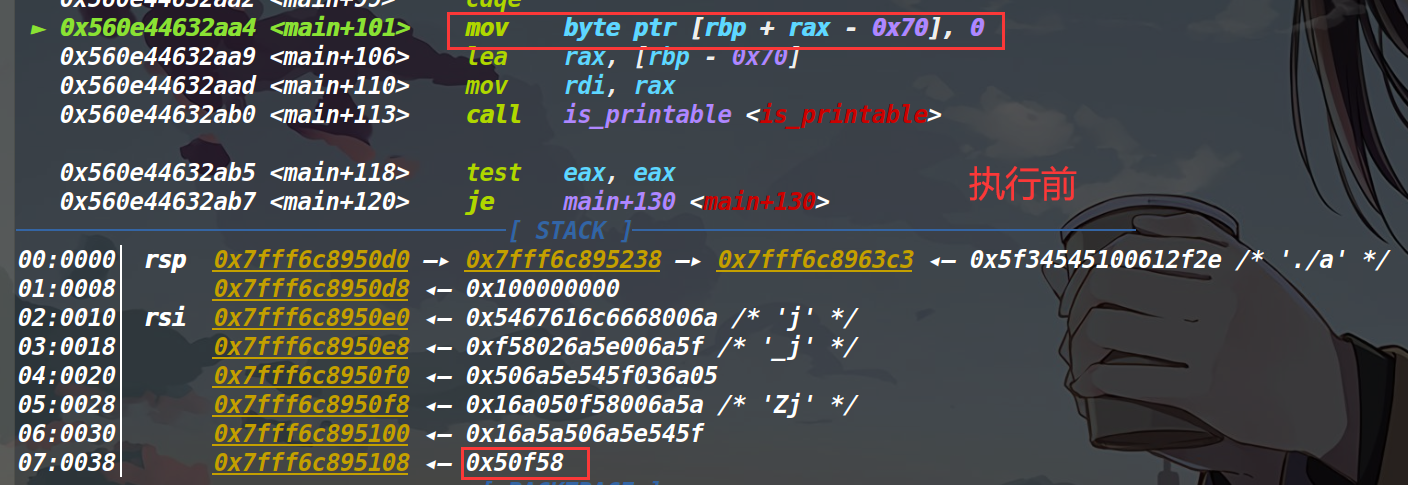 0x560e44632aa2 <main+99> cdqe
► 0x560e44632aa4 <main+101> mov byte ptr [rbp + rax - 0x70], 0
0x560e44632aa9 <main+106> lea rax, [rbp - 0x70]
0x560e44632aad <main+110> mov rdi, rax
0x560e44632ab0 <main+113> call is_printable <is_printable>
0x560e44632ab5 <main+118> test eax, eax
执行前
0x560e44632ab7 <main+120> je main+130 <main+130>
[ STACK ]
00:0000│ rsp 0x7fff6c8950d0 —▸ 0x7fff6c895238 —▸ 0x7fff6c8963c3 ◂— 0x5f34545100612f2e /* './a' */
01:0008│ 0x7fff6c8950d8 ◂— 0x100000000
02:0010│ rsi 0x7fff6c8950e0 ◂— 0x5467616c6668006a /* 'j' */
03:0018│ 0x7fff6c8950e8 ◂— 0xf58026a5e006a5f /* '_j' */
04:0020│ 0x7fff6c8950f0 ◂— 0x506a5e545f036a05
05:0028│ 0x7fff6c8950f8 ◂— 0x16a050f58006a5a /* 'Zj' */
06:0030│ 0x7fff6c895100 ◂— 0x16a5a506a5e545f
07:0038│ 0x7fff6c895108 ◂— 0x50f58